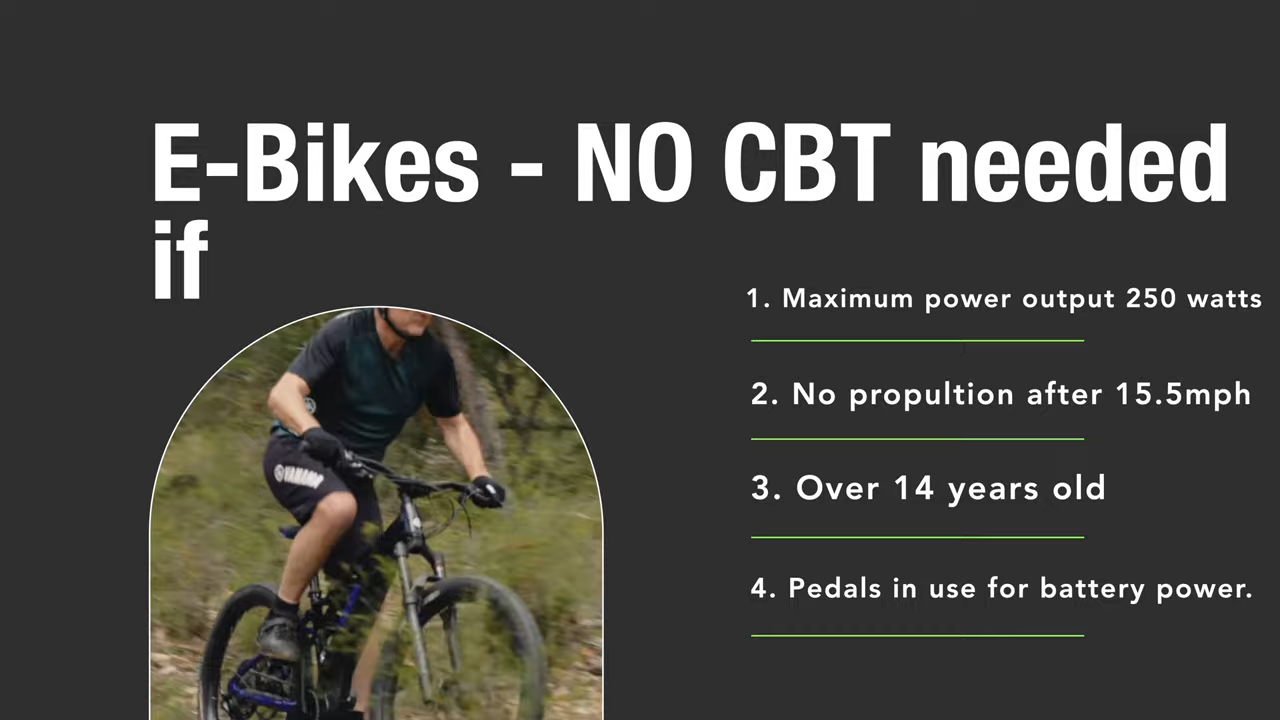 E-Bikes - NO CBT needed
if
1. Maximum power output 250 watts
2. No propultion after 15.5mph
3. Over 14 years old
4. Pedals in use for battery power.
YAMAHA